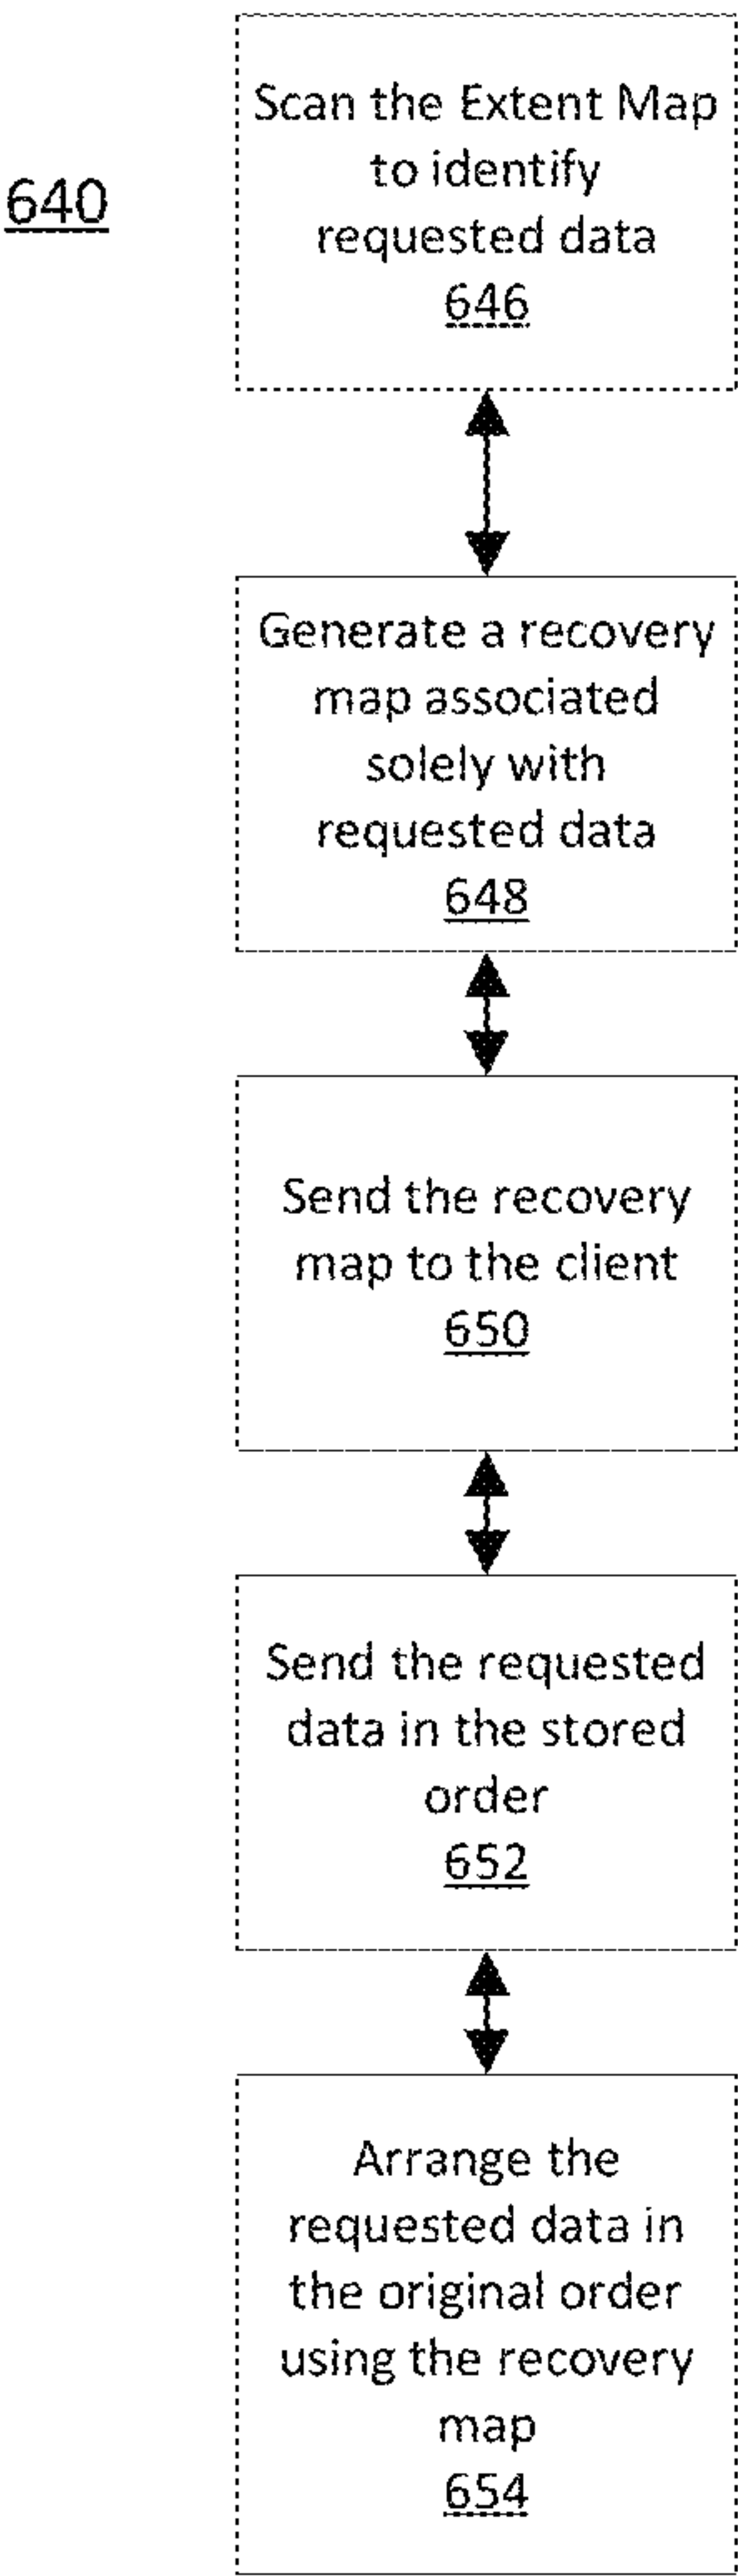 640
Scan the Extent Map
to identify
requested data
646
Generate a recovery
map associated
solely with
requested data
648
Send the recovery
map to the client
650
Send the requested
data in the stored
order
652
Arrange the
requested data in
the original order
using the recovery
map
654